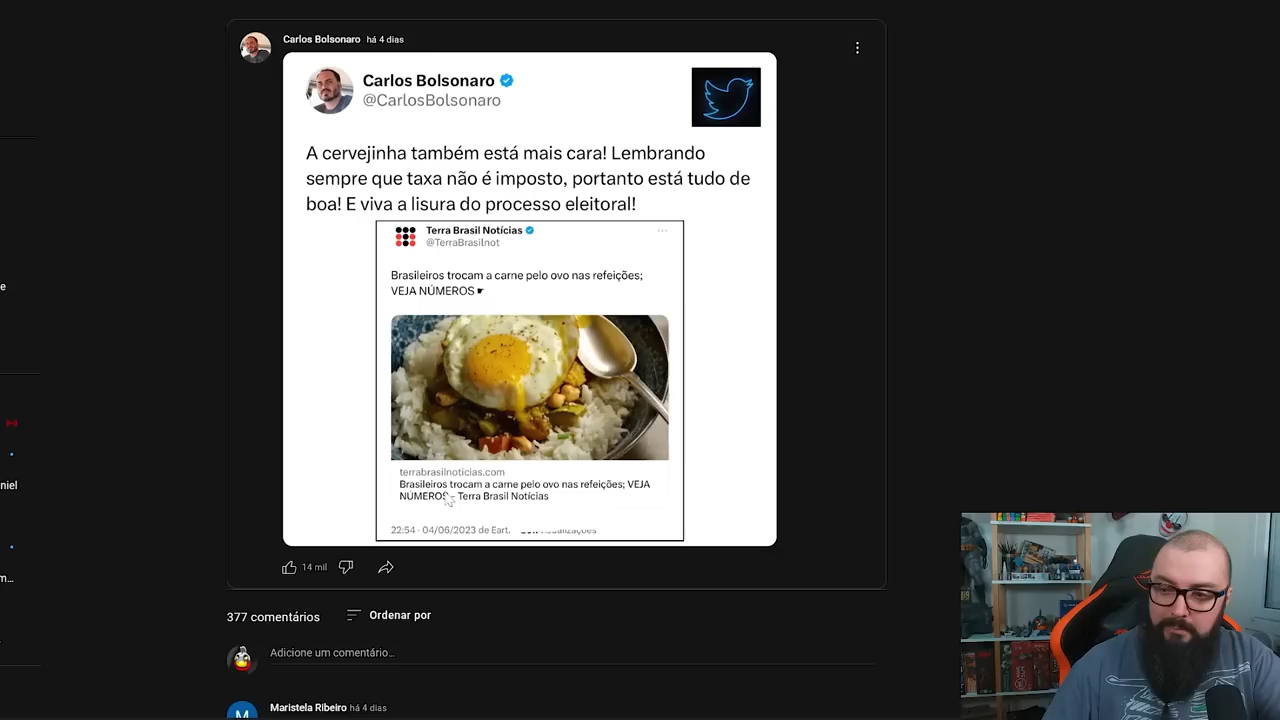 Carlos Bolsonaro há 4 dias
Carlos Bolsonaro
@CarlosBolsonaro
A cervejinha também está mais cara! Lembrando
sempre que taxa não é imposto, portanto está tudo de
boa! E viva a lisura do processo eleitoral!
Terra Brasil Notícias
@TerraBrasilnot
Brasileiros trocam a carne pelo ovo nas refeições;
VEJA NÚMEROS
terrabrasilnoticias.com
Brasileiros trocam a carne pelo ovo nas refeições; VEJA
NÚMEROS - Terra Brasil Notícias
22:54 · 04/06/2023 de Eart.
14 mil
377 comentários
Ordenar por
Adicione um comentário...
M
Maristela Ribeiro há 4 dias
e
niel
m...